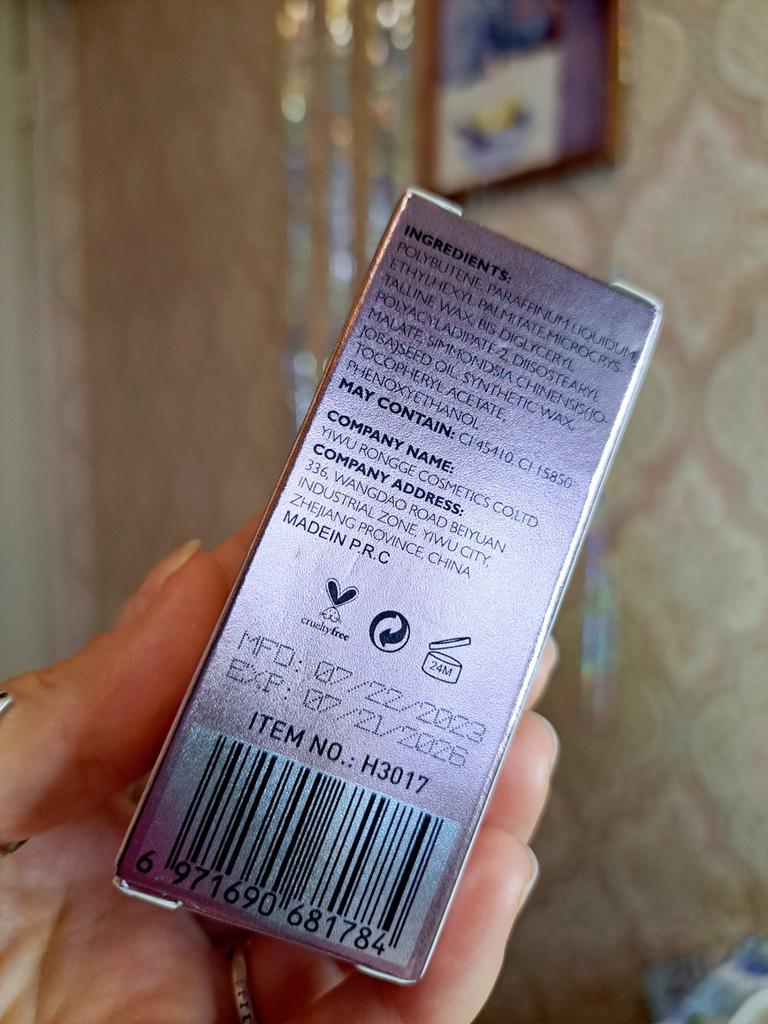 INGREDIENTS:
POLYBUTENE, PARAFFINUM LIQUIDUM,
ETHYLHEXYL PALMITATE,MICROCRYS-
TALLINE WAX, BIS-DIGLYCERYL
POLYACYLADIPATE-2, DIISOSTEARYL
MALATE, SIMMONDSIA CHINENSIS(JO-
JOBA)SEED OIL, SYNTHETIC WAX,
TOCOPHERYL ACETATE,
PHENOXYETHANOL
MAY CONTAIN: CI 45410, CI 15850
COMPANY NAME:
YIWU RONGGE COSMETICS CO.LTD
COMPANY ADDRESS:
336, WANGDAO ROAD BEIYUAN
INDUSTRIAL ZONE, YIWU CITY,
ZHEJIANG PROVINCE, CHINA
MADEIN P.R.C
crueltyfree
24M
MFD: 07/22/2023
EXP: 07/21/2026
ITEM NO.: H3017
6 971690 681784